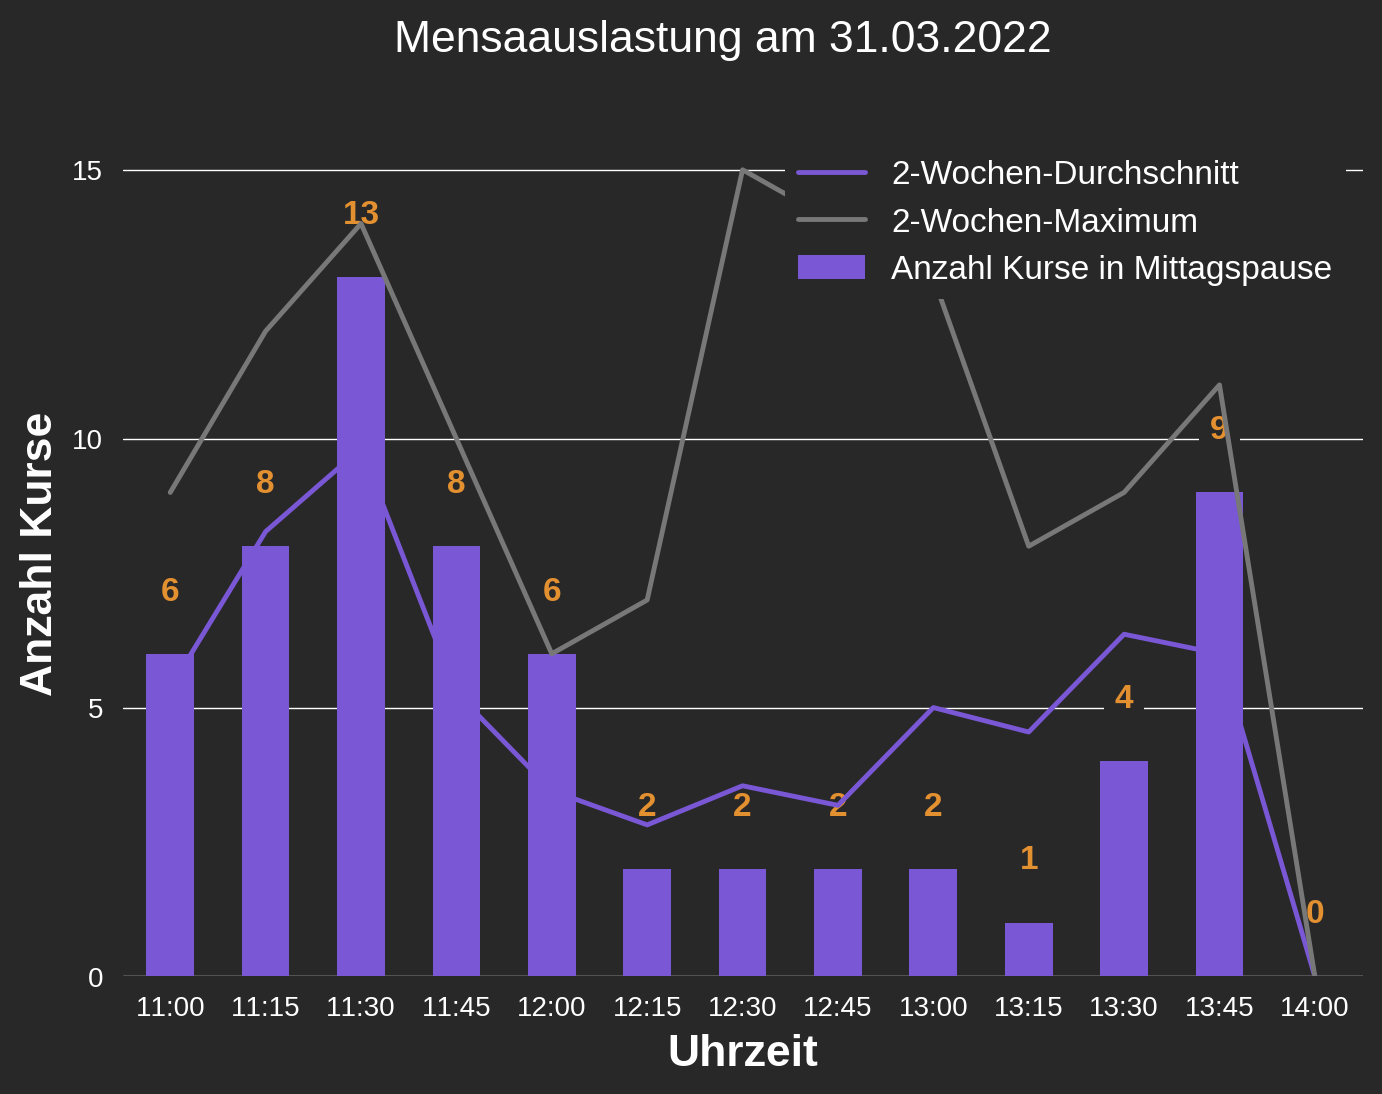 Mensaauslastung am 31.03.2022
15
2-Wochen-Durchschnitt
2-Wochen-Maximum
Anzahl Kurse in Mittagspause
13
10
9
8
8
6
6
5
4
2
2
2
2
1
0
0
11:00 11:15 11:30 11:45 12:00 12:15 12:30 12:45 13:00 13:15 13:30 13:45 14:00
Uhrzeit
Anzahl Kurse